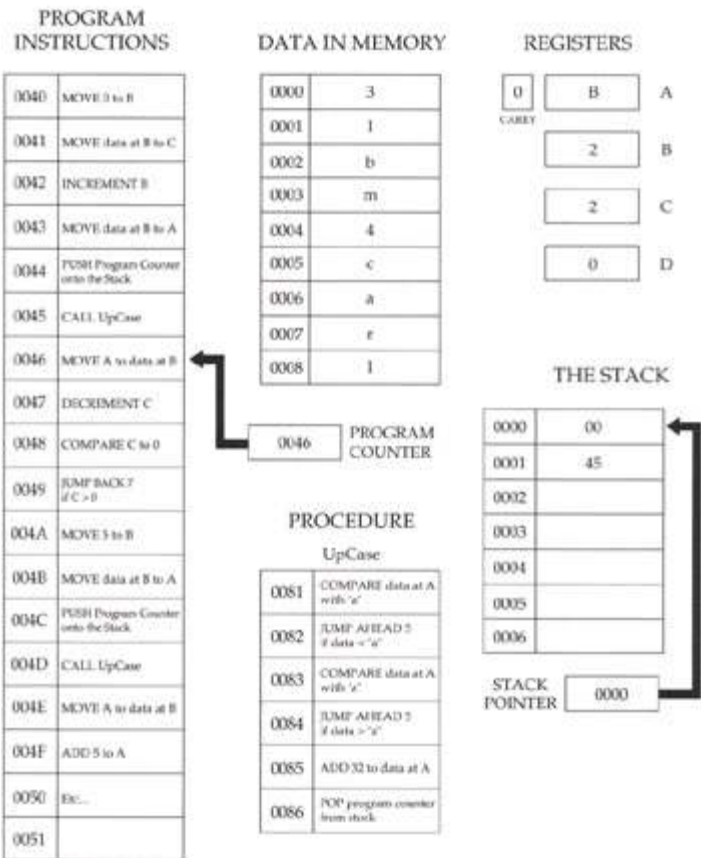 PROGRAM
INSTRUCTIONS
0040 MOVE 0 to B
0041 MOVE data at B to C
0042 INCREMENT B
0043 MOVE data at B to A
0044 PUSH Program Counter
onto the Stack
0045 CALL UpCase
0046 MOVE A to data at B
0047 DECREMENT C
0048 COMPARE C to 0
0049 JUMP BACK 7
if C > 0
004A MOVE 5 to B
004B MOVE data at B to A
004C PUSH Program Counter
onto the Stack
004D CALL UpCase
004E MOVE A to data at B
004F ADD 5 to A
0050 Etc...
0051
DATA IN MEMORY
0000 3
0001 I
0002 b
0003 m
0004 4
0005 c
0006 a
0007
0008 l
0046 PROGRAM
COUNTER
PROCEDURE
UpCase
0081 COMPARE data at A
with "a"
0082 JUMP AHEAD
if data < "a"
0083 COMPARE data at A
with
0084 JUMP AHEAD
if data >
0085 ADD 32 to data at A
0086 POP program counter
from stack
REGISTERS
0 B A
CARRY
2 B
2 C
0 D
THE STACK
0000 00
0001 45
0002
0003
0004
0005
0006
STACK
POINTER 0000